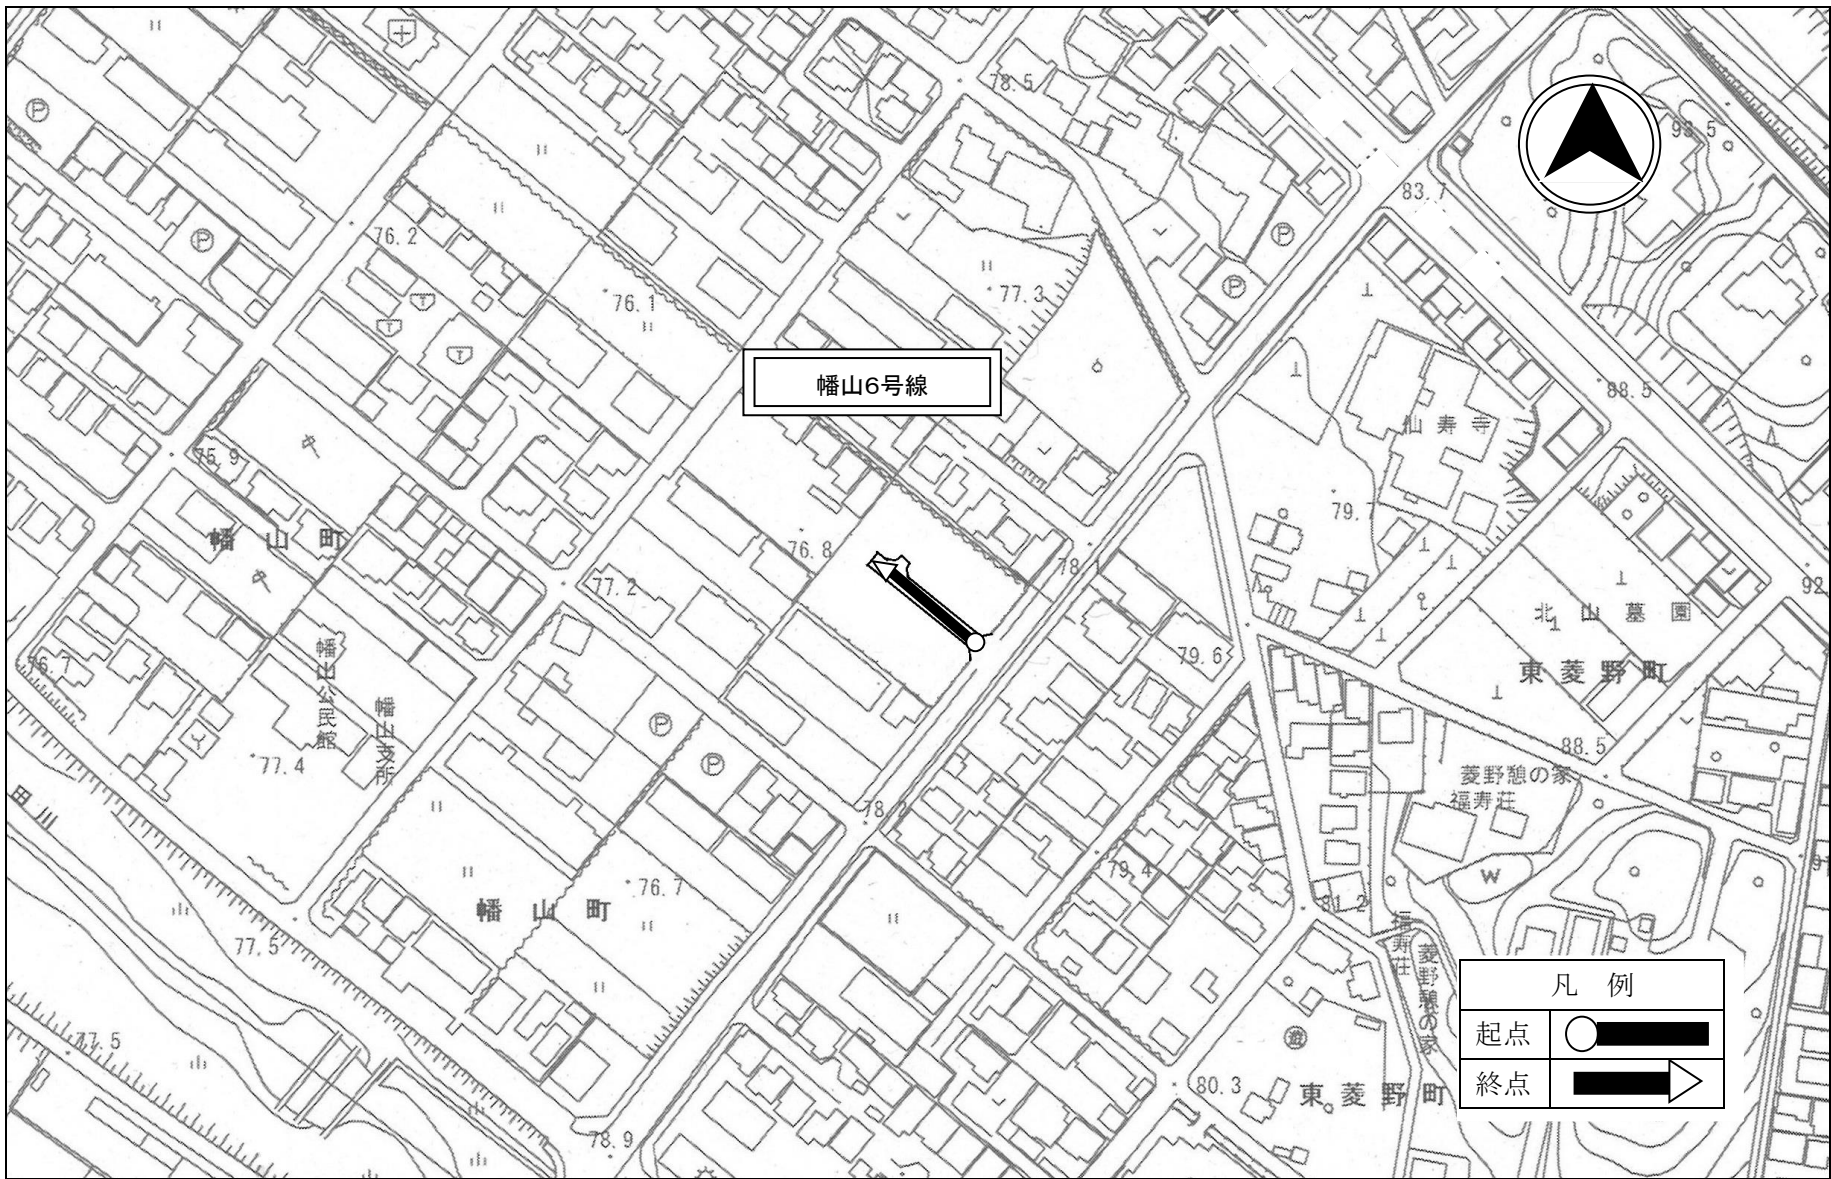 78.5
93.5
83.7
76.2
76.1
77.3
幡山6号線
88.5
仙寿寺
75.9
79.7
幡山町
76.8
78.1
77.2
92
北山墓園
幡山公民館
76.7
79.6
東菱野町
幡山支所
77.4
88.5
菱野憩の家
福寿荘
田川
78.2
79.4
W
76.7
幡山町
81.2
77.5
福寿荘
菱野憩の家
凡例
起点
終点
77.5
遊
80.3
東菱野町
78.9
P
P
P
P
P
P